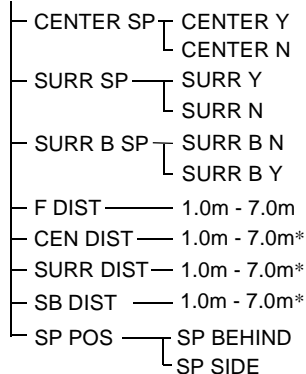 CENTER SP CENTER Y
CENTER N
SURR SP SURR Y
SURR N
SURR B SP SURR B N
SURR B Y
F DIST 1.0m - 7.0m
CEN DIST 1.0m - 7.0m*
SURR DIST 1.0m - 7.0m*
SB DIST 1.0m - 7.0m*
SP POS SP BEHIND
SP SIDE